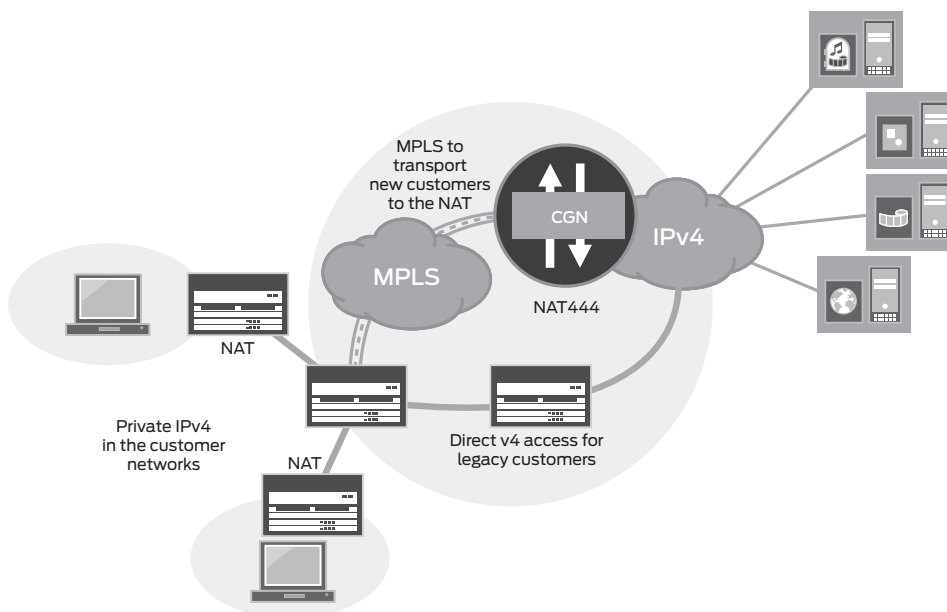 MPLS to
transport
new customers
to the NAT
CGN
IPv4
MPLS
NAT444
NAT
Private IPv4
in the customer
networks
Direct v4 access for
legacy customers
NAT